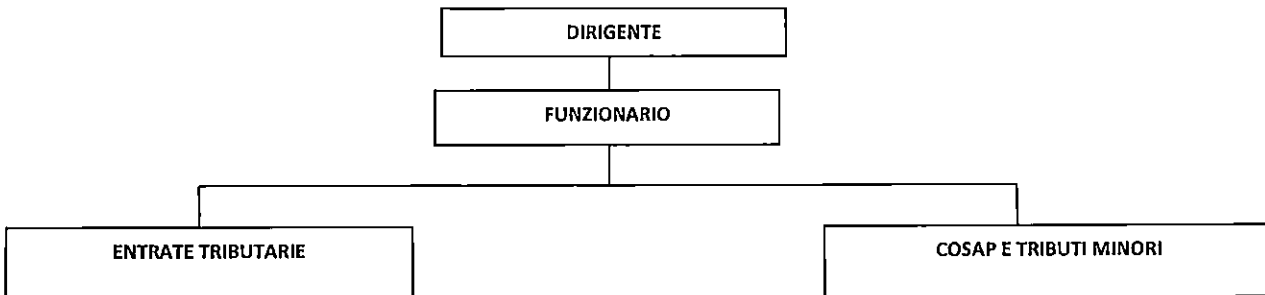 DIRIGENTE
FUNZIONARIO
ENTRATE TRIBUTARIE
COSAP E TRIBUTI MINORI